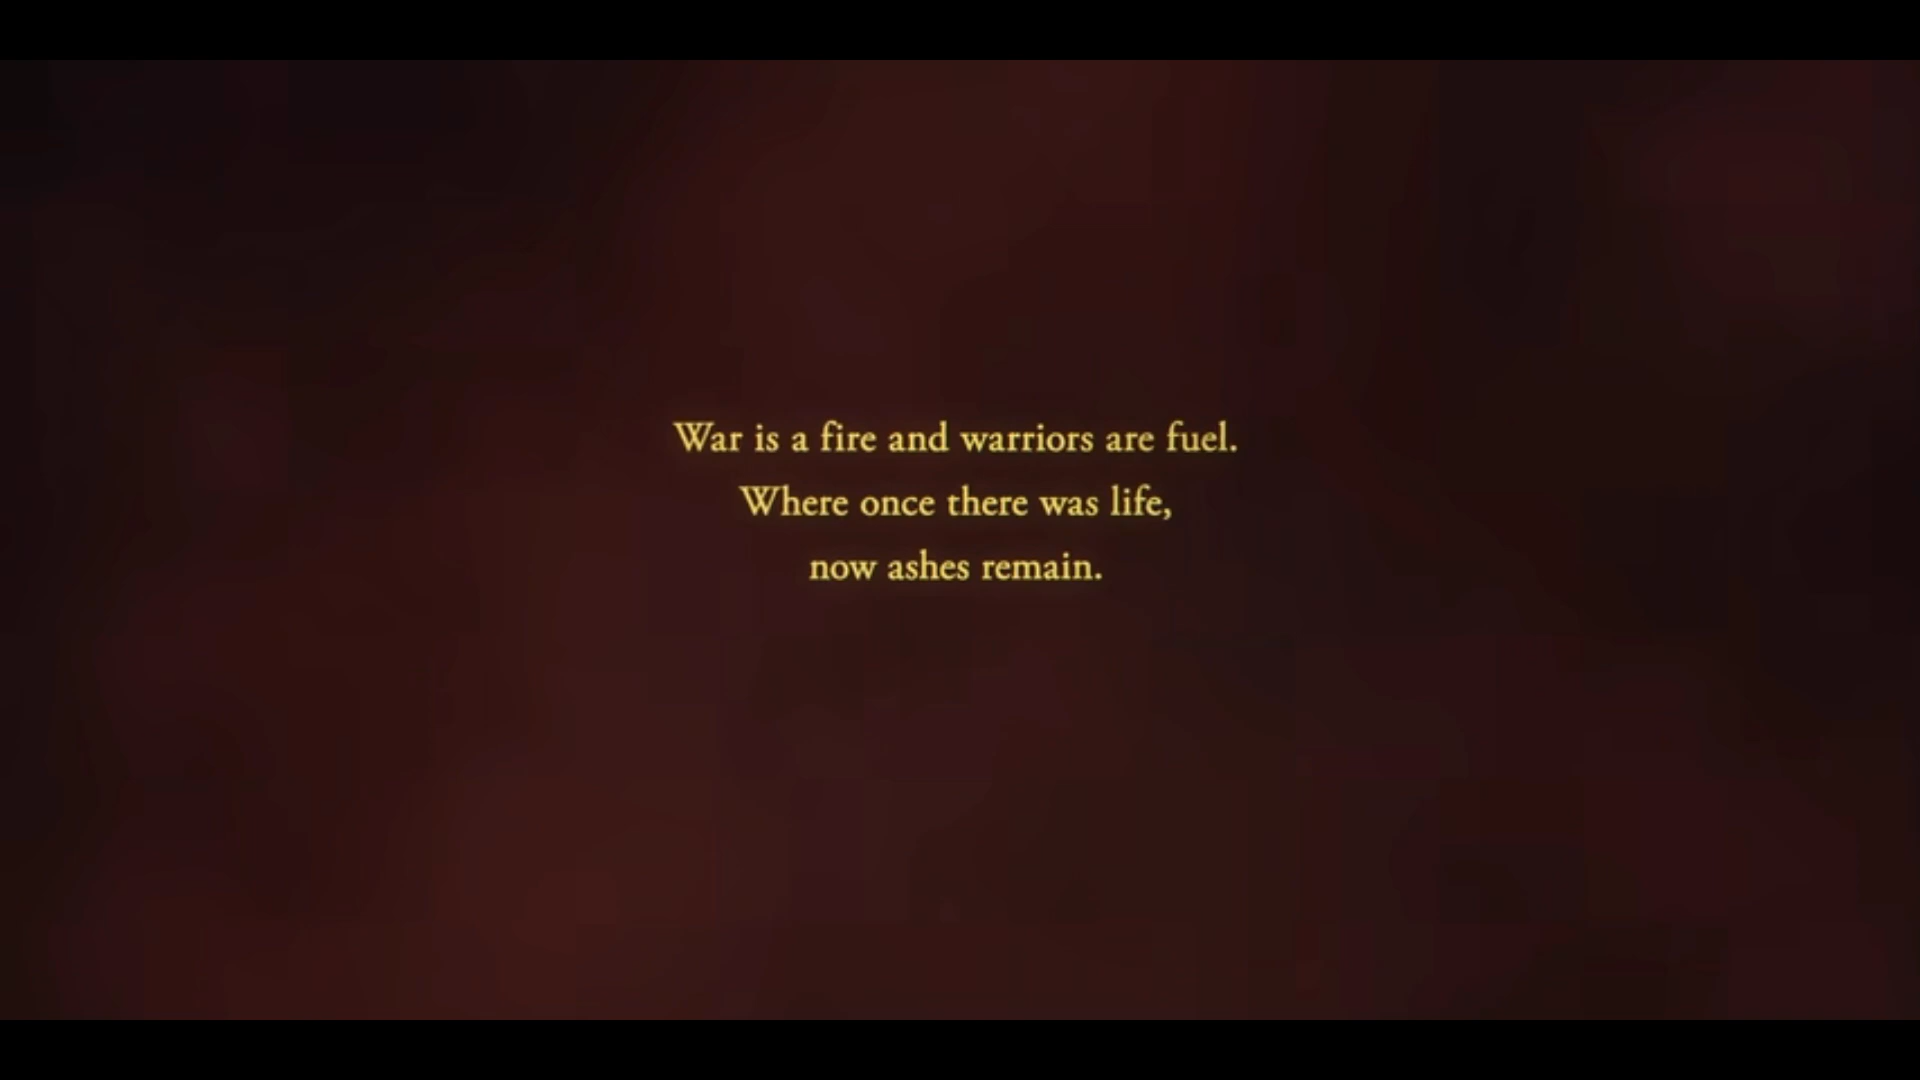 War is a fire and warriors are fuel.
Where once there was life,
now ashes remain.